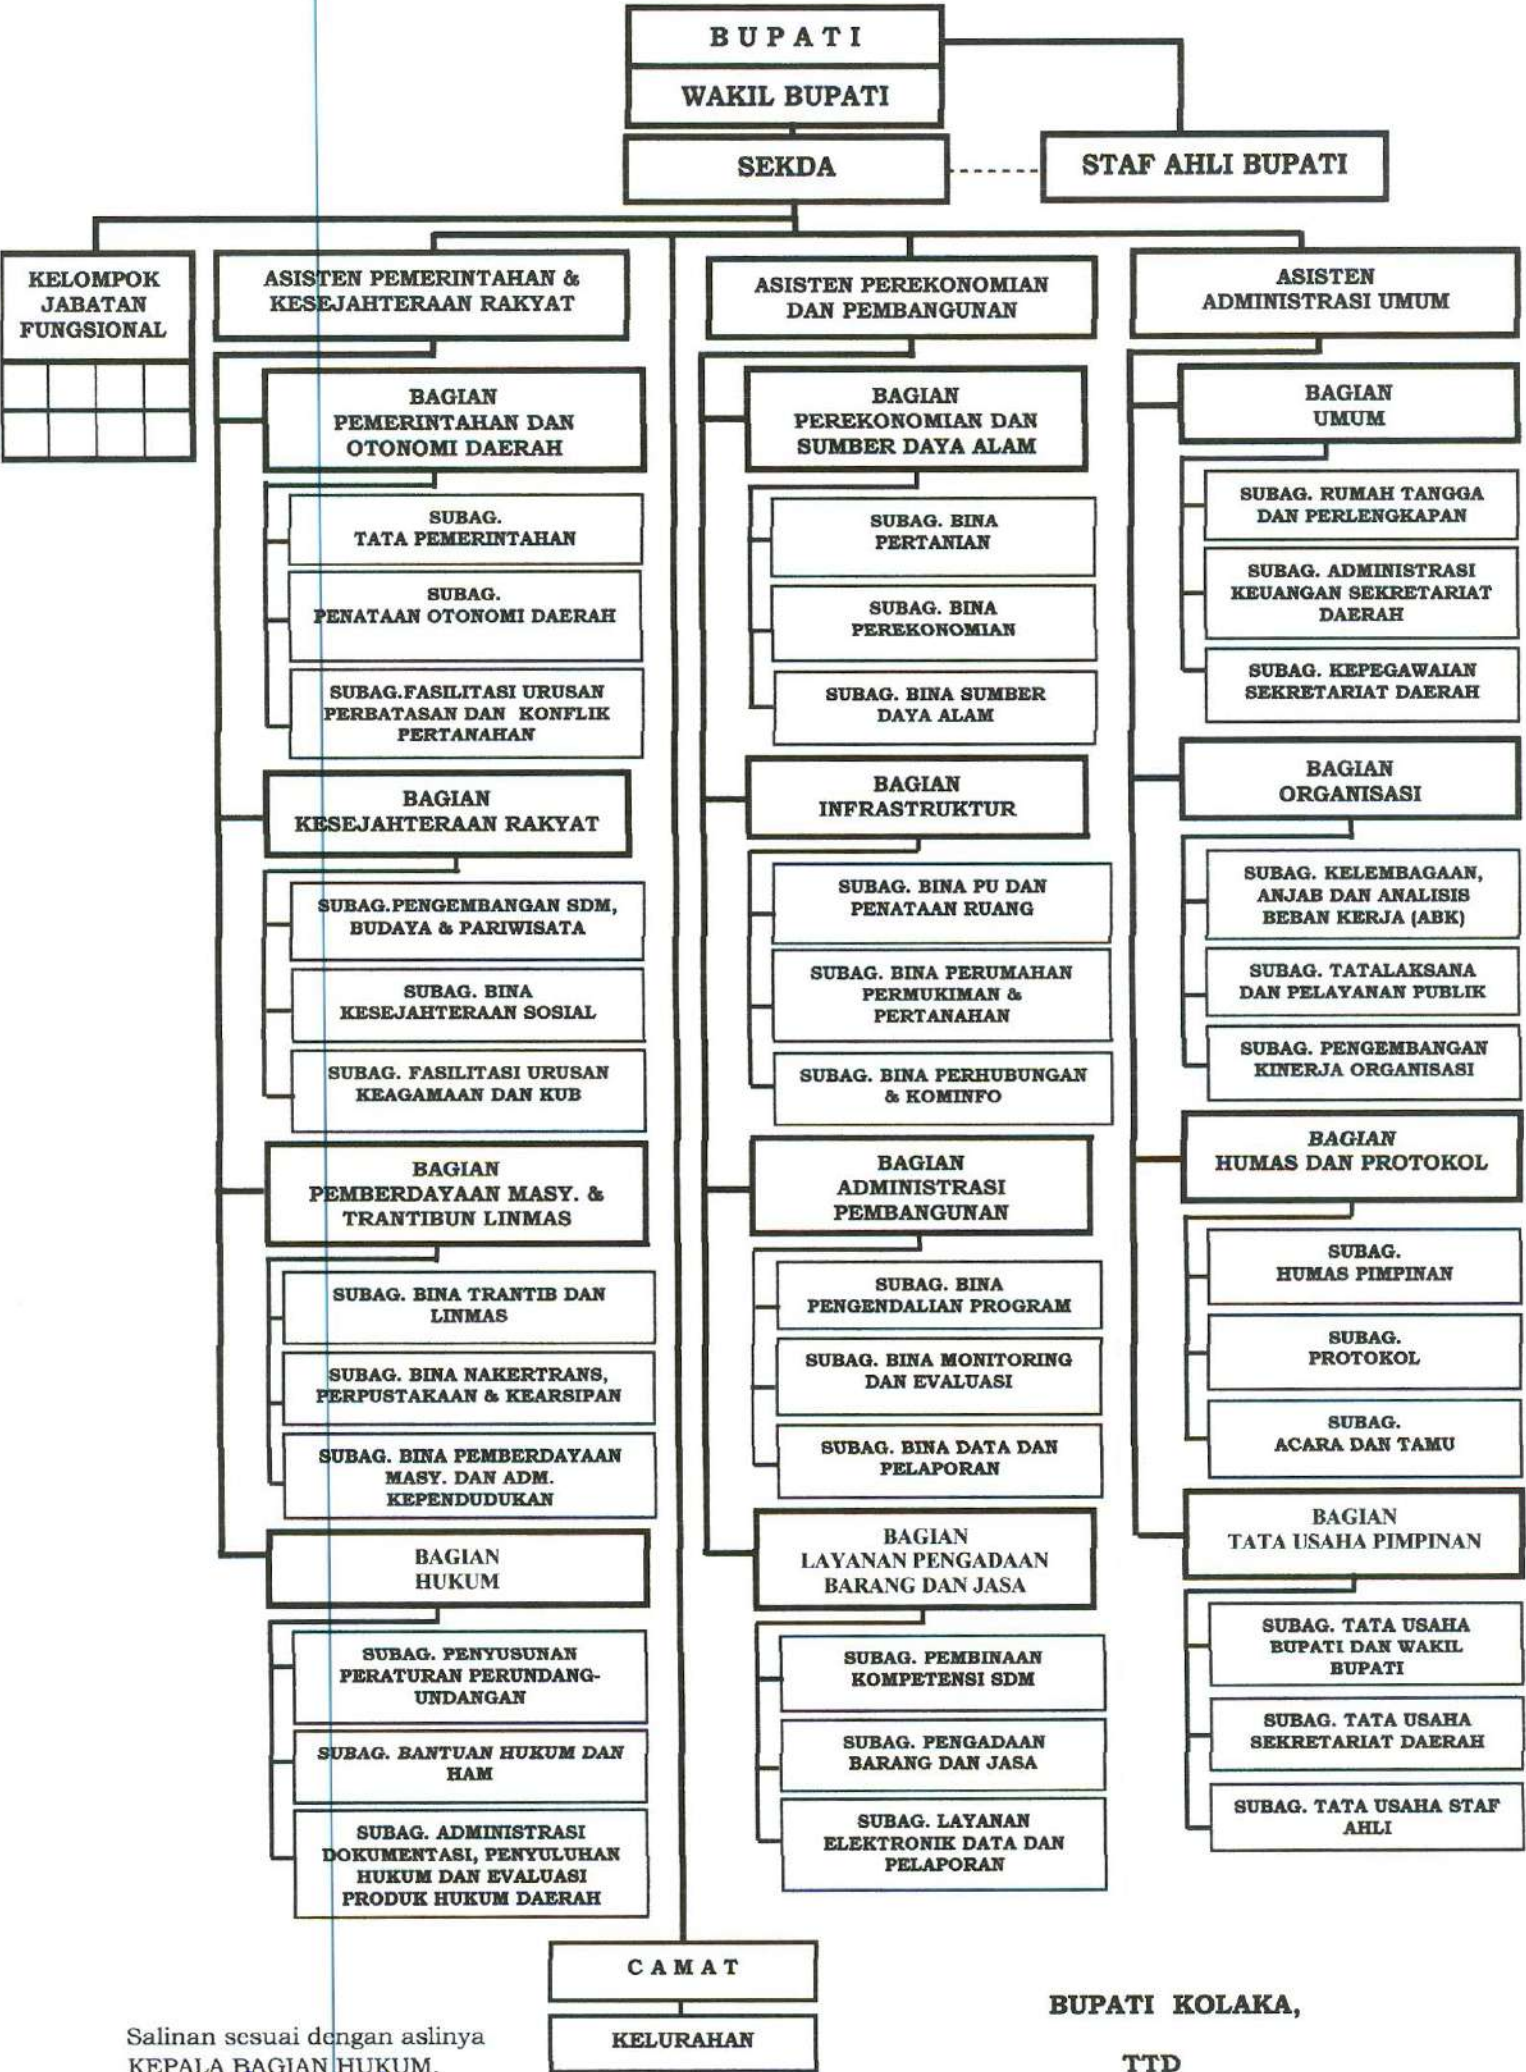 B U P A T I
WAKIL BUPATI
SEKDA
STAF AHLI BUPATI
KELOMPOK
JABATAN
FUNGSIONAL
ASISTEN PEMERINTAHAN &
KESEJAHTERAAN RAKYAT
BAGIAN
PEMERINTAHAN DAN
OTONOMI DAERAH
SUBAG.
TATA PEMERINTAHAN
SUBAG.
PENATAAN OTONOMI DAERAH
SUBAG.FASILITASI URUSAN
PERBATASAN DAN KONFLIK
PERTANAHAN
BAGIAN
KESEJAHTERAAN RAKYAT
SUBAG.PENGEMBANGAN SDM,
BUDAYA & PARIWISATA
SUBAG. BINA
KESEJAHTERAAN SOSIAL
SUBAG. FASILITASI URUSAN
KEAGAMAAN DAN KUB
BAGIAN
PEMBERDAYAAN MASY. &
TRANTIBUN LINMAS
SUBAG. BINA TRANTIB DAN
LINMAS
SUBAG. BINA NAKERTRANS,
PERPUSTAKAAN & KEARSIPAN
SUBAG. BINA PEMBERDAYAAN
MASY. DAN ADM.
KEPENDUDUKAN
BAGIAN
HUKUM
SUBAG. PENYUSUNAN
PERATURAN PERUNDANG-
UNDANGAN
SUBAG. BANTUAN HUKUM DAN
HAM
SUBAG. ADMINISTRASI
DOKUMENTASI, PENYULUHAN
HUKUM DAN EVALUASI
PRODUK HUKUM DAERAH
ASISTEN PEREKONOMIAN
DAN PEMBANGUNAN
BAGIAN
PEREKONOMIAN DAN
SUMBER DAYA ALAM
SUBAG. BINA
PERTANIAN
SUBAG. BINA
PEREKONOMIAN
SUBAG. BINA SUMBER
DAYA ALAM
BAGIAN
INFRASTRUKTUR
SUBAG. BINA PU DAN
PENATAAN RUANG
SUBAG. BINA PERUMAHAN
PERMUKIMAN &
PERTANAHAN
SUBAG. BINA PERHUBUNGAN
& KOMINFO
BAGIAN
ADMINISTRASI
PEMBANGUNAN
SUBAG. BINA
PENGENDALIAN PROGRAM
SUBAG. BINA MONITORING
DAN EVALUASI
SUBAG. BINA DATA DAN
PELAPORAN
BAGIAN
LAYANAN PENGADAAN
BARANG DAN JASA
SUBAG. PEMBINAAN
KOMPETENSI SDM
SUBAG. PENGADAAN
BARANG DAN JASA
SUBAG. LAYANAN
ELEKTRONIK DATA DAN
PELAPORAN
ASISTEN
ADMINISTRASI UMUM
BAGIAN
UMUM
SUBAG. RUMAH TANGGA
DAN PERLENGKAPAN
SUBAG. ADMINISTRASI
KEUANGAN SEKRETARIAT
DAERAH
SUBAG. KEPEGAWAIAN
SEKRETARIAT DAERAH
BAGIAN
ORGANISASI
SUBAG. KELEMBAGAAN,
ANJAB DAN ANALISIS
BEBAN KERJA (ABK)
SUBAG. TATALAKSANA
DAN PELAYANAN PUBLIK
SUBAG. PENGEMBANGAN
KINERJA ORGANISASI
BAGIAN
HUMAS DAN PROTOKOL
SUBAG.
HUMAS PIMPINAN
SUBAG.
PROTOKOL
SUBAG.
ACARA DAN TAMU
BAGIAN
TATA USAHA PIMPINAN
SUBAG. TATA USAHA
BUPATI DAN WAKIL
BUPATI
SUBAG. TATA USAHA
SEKRETARIAT DAERAH
SUBAG. TATA USAHA STAF
AHLI
C A M A T
KELURAHAN
Salinan sesuai dengan aslinya
KEPALA BAGIAN HUKUM,
BUPATI KOLAKA,
TTD